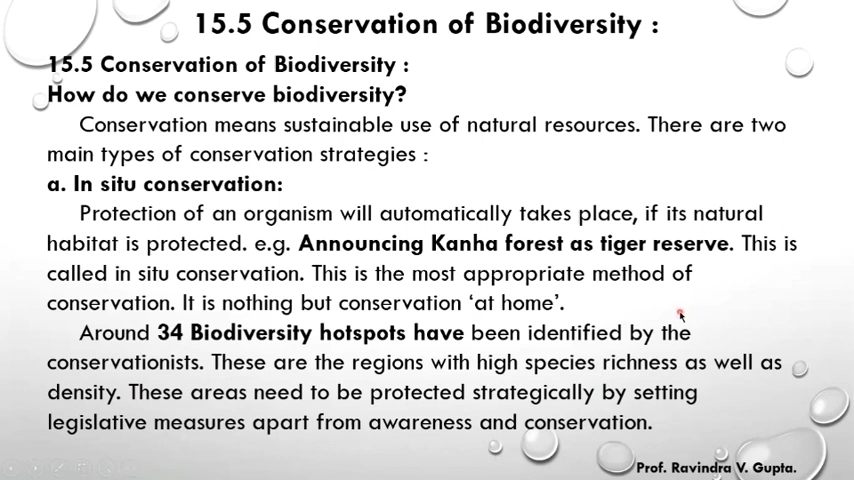 15.5 Conservation of Biodiversity :
15.5 Conservation of Biodiversity :
How do we conserve biodiversity?
Conservation means sustainable use of natural resources. There are two
main types of conservation strategies :
a. In situ conservation:
Protection of an organism will automatically takes place, if its natural
habitat is protected. e.g. Announcing Kanha forest as tiger reserve. This is
called in situ conservation. This is the most appropriate method of
conservation. It is nothing but conservation ‘at home’.
Around 34 Biodiversity hotspots have been identified by the
conservationists. These are the regions with high species richness as well as
density. These areas need to be protected strategically by setting
legislative measures apart from awareness and conservation.
Prof. Ravindra V. Gupta.